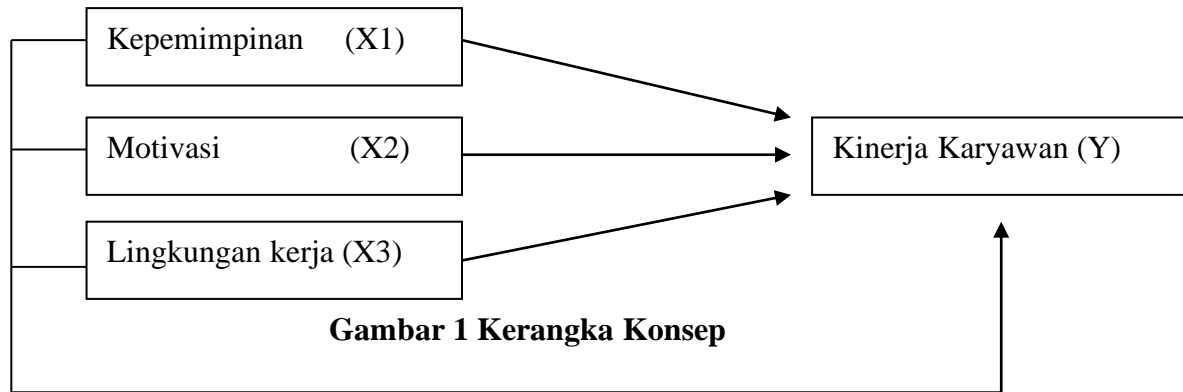 Kepemimpinan (X1)
Motivasi (X2)
Kinerja Karyawan (Y)
Lingkungan kerja (X3)
Gambar 1 Kerangka Konsep